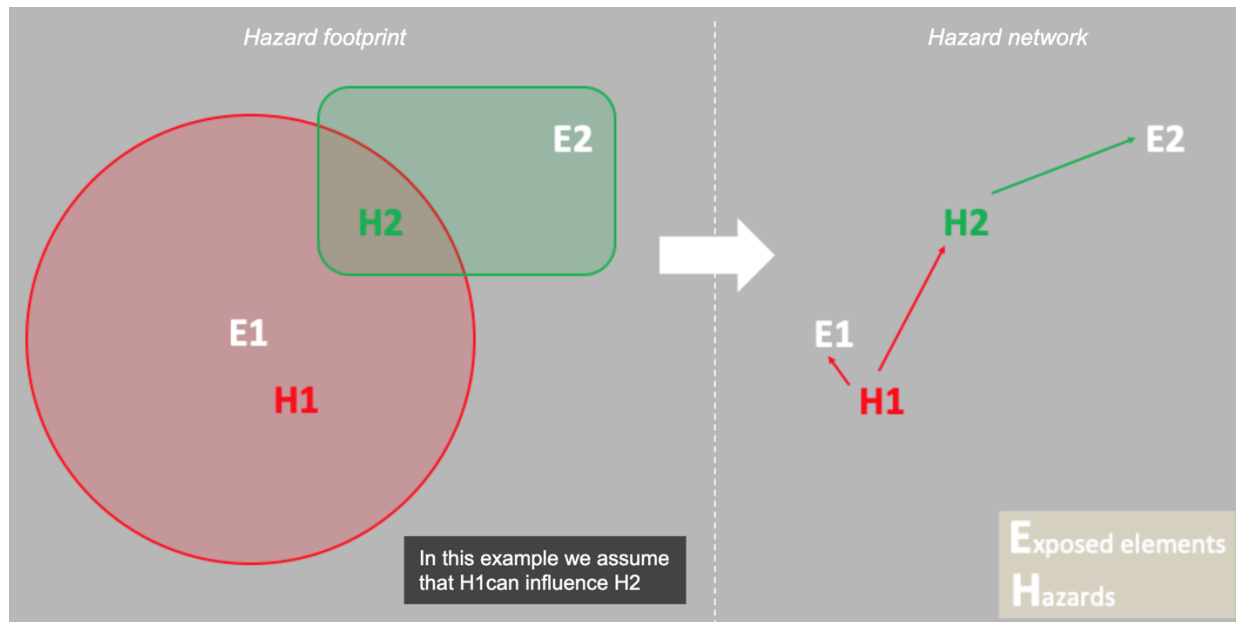 Hazard footprint
Hazard network
E2
H2
E1
H1
E2
H2
E1
H1
In this example we assume
that H1can influence H2
Exposed elements
Hazards